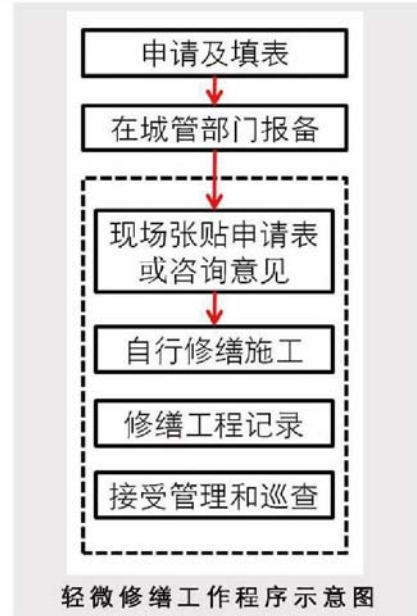 申请及填表
在城管部门报备
现场张贴申请表
或咨询意见
自行修缮施工
修缮工程记录
接受管理和巡查
轻微修缮工作程序示意图